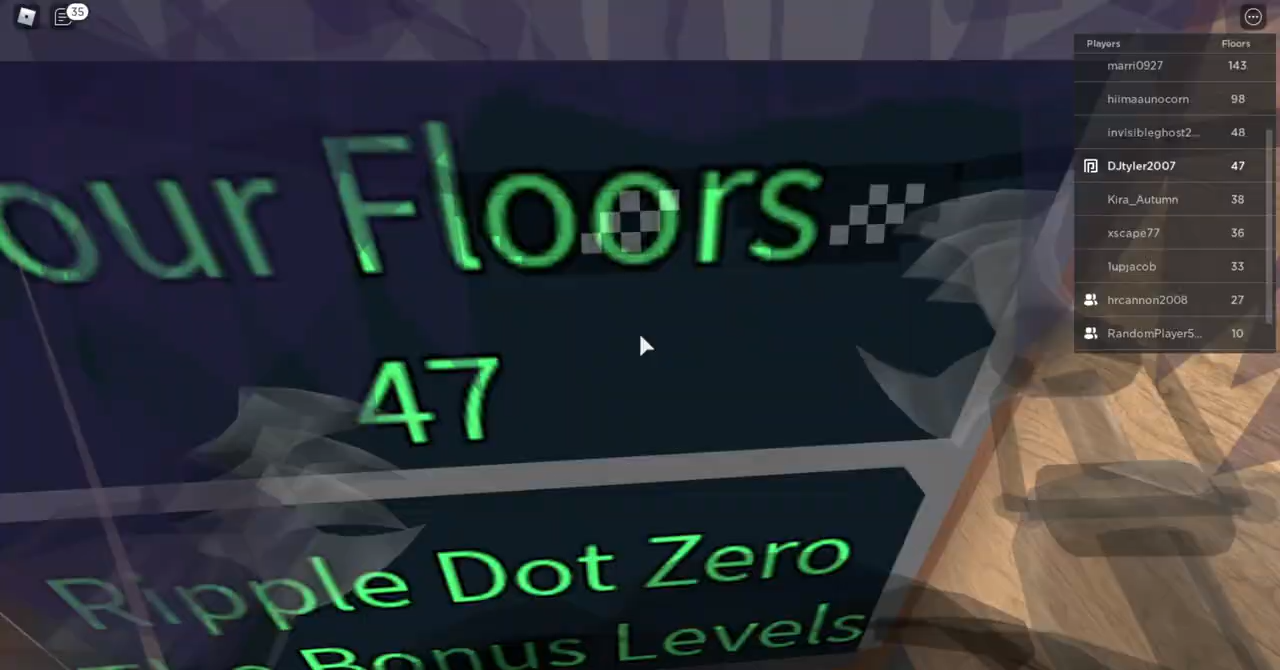 35
Players Floors
marri0927 143
hiimaaunocorn 98
invisibleghost2... 48
DJtyler2007 47
Kira_Autumn 38
xscape77 36
1upjacob 33
hrcannon2008 27
RandomPlayer5... 10
our Floors
47
Ripple Dot Zero
The Bonus Levels